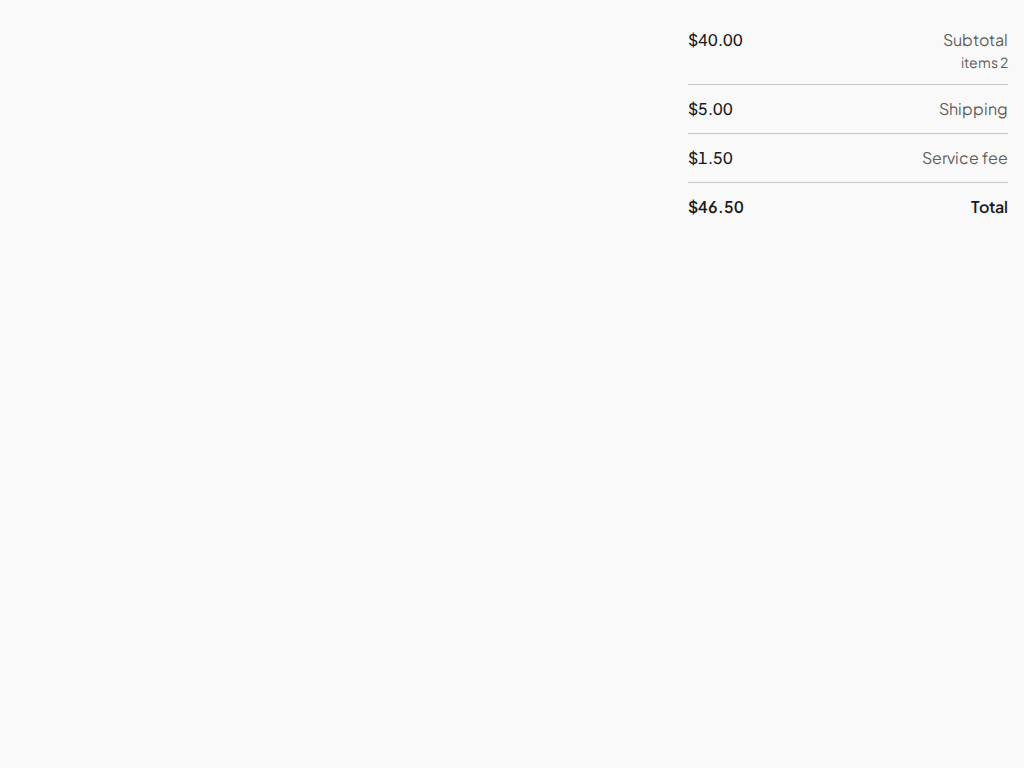 Subtotal $40.00
items 2
Shipping $5.00
Service fee $1.50
Total $46.50